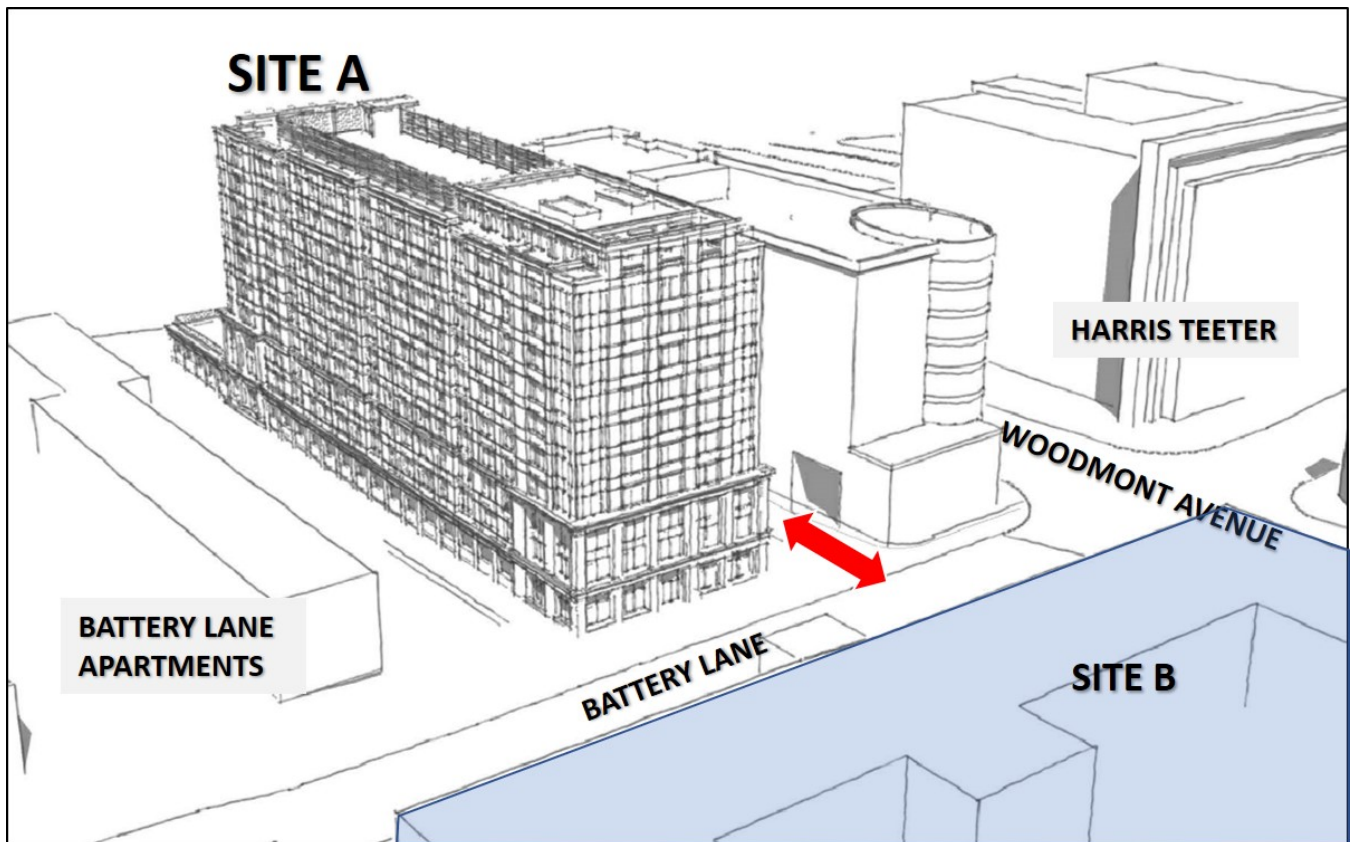 SITE A
HARRIS TEETER
WOODMONT AVENUE
BATTERY LANE
APARTMENTS
BATTERY LANE
SITE B